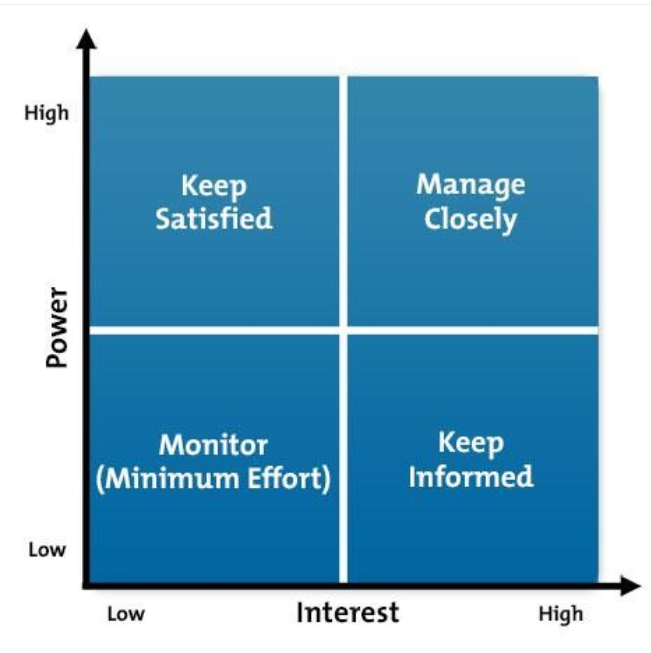 High
Keep
Satisfied
Manage
Closely
Power
Monitor
(Minimum Effort)
Keep
Informed
Low
Low
Interest
High